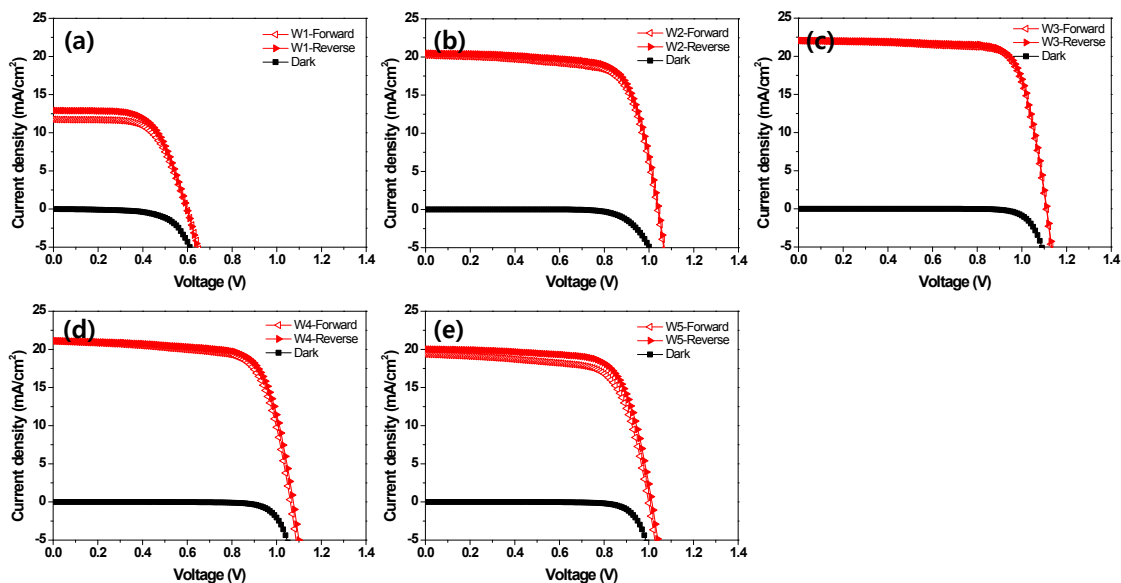 (a)
W1-Forward
W1-Reverse
Dark
Current density (mA/cm²)
25
20
15
10
5
0
-5
0.0 0.2 0.4 0.6 0.8 1.0 1.2 1.4
Voltage (V)
(b)
W2-Forward
W2-Reverse
Dark
Current density (mA/cm²)
25
20
15
10
5
0
-5
0.0 0.2 0.4 0.6 0.8 1.0 1.2 1.4
Voltage (V)
(c)
W3-Forward
W3-Reverse
Dark
Current density (mA/cm²)
25
20
15
10
5
0
-5
0.0 0.2 0.4 0.6 0.8 1.0 1.2 1.4
Voltage (V)
(d)
W4-Forward
W4-Reverse
Dark
Current density (mA/cm²)
25
20
15
10
5
0
-5
0.0 0.2 0.4 0.6 0.8 1.0 1.2 1.4
Voltage (V)
(e)
W5-Forward
W5-Reverse
Dark
Current density (mA/cm²)
25
20
15
10
5
0
-5
0.0 0.2 0.4 0.6 0.8 1.0 1.2 1.4
Voltage (V)